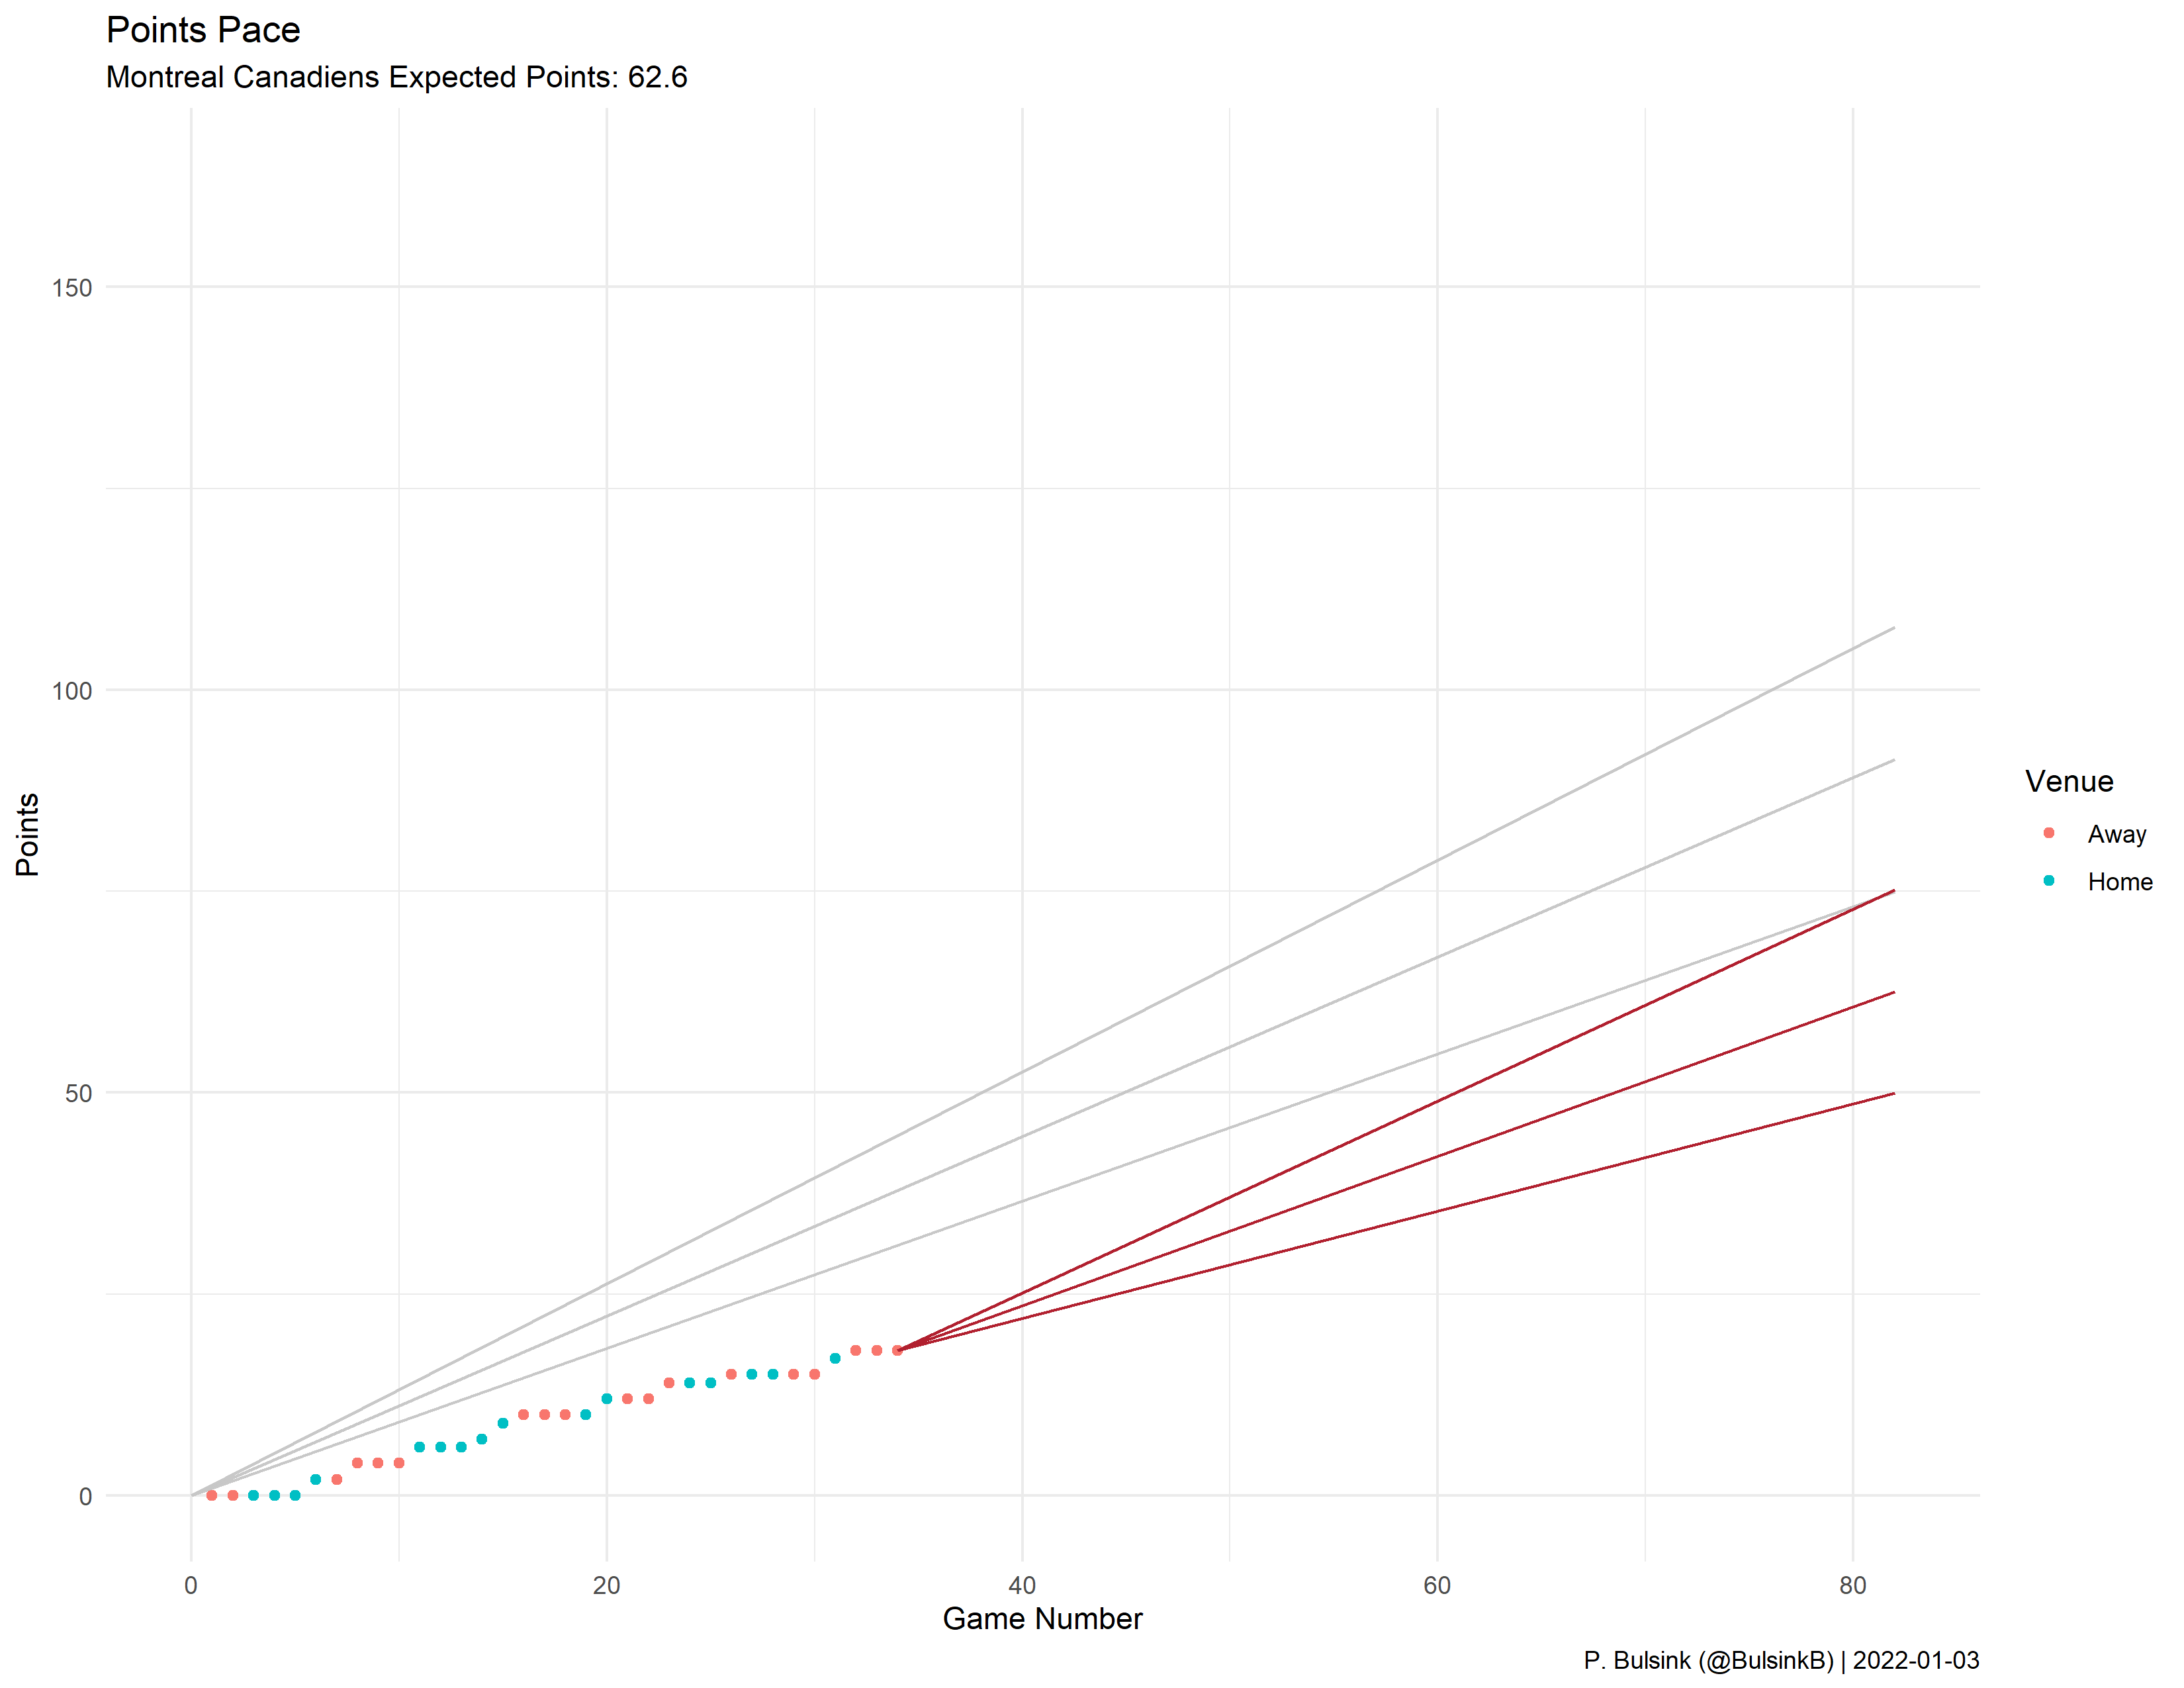 Points Pace
Montreal Canadiens Expected Points: 62.6
150
100
50
0
Points
0 20 40 60 80
Game Number
Venue
Away
Home
P. Bulsink (@BulsinkB) | 2022-01-03